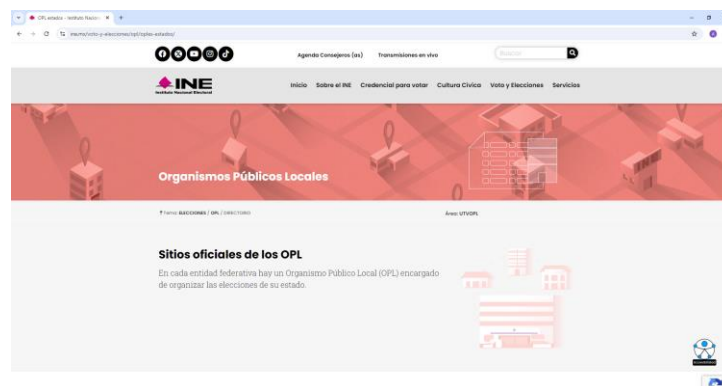 OPL estados - Instituto Nacion
ine.mx/voto-y-elecciones/opl/oples-estados/
Agenda Consejeros (as) Transmisiones en vivo
INE
Instituto Nacional Electoral
Inicio Sobre el INE Credencial para votar Cultura Cívica Voto y Elecciones Servicios
Organismos Públicos Locales
Tema: ELECCIONES / OPL / DIRECTORIO Área: UTVOPL
Sitios oficiales de los OPL
En cada entidad federativa hay un Organismo Público Local (OPL) encargado
de organizar las elecciones de su estado.